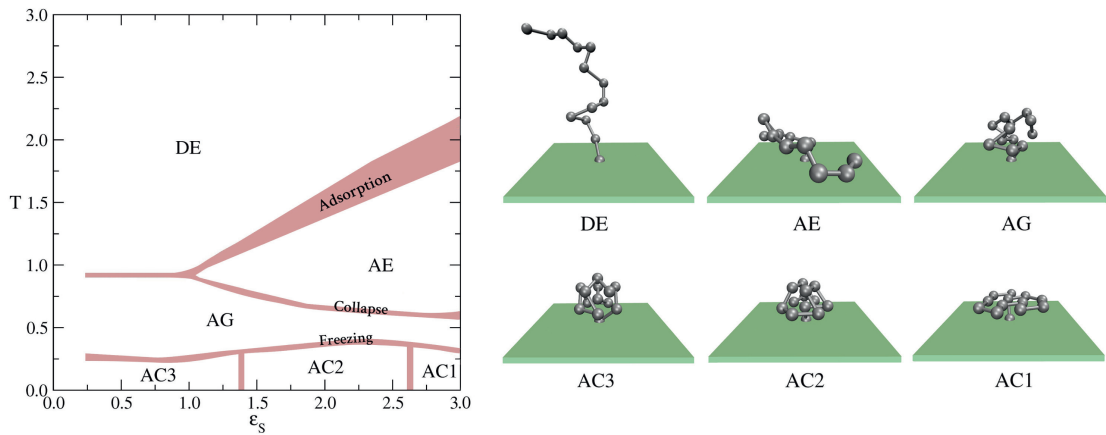 3.0
2.5
2.0
T 1.5
1.0
0.5
0.0
DE
Adsorption
AE
Collapse
AG
Freezing
AC3
AC2
AC1
0.0 0.5 1.0 1.5 2.0 2.5 3.0
εS
DE AE AG
AC3 AC2 AC1